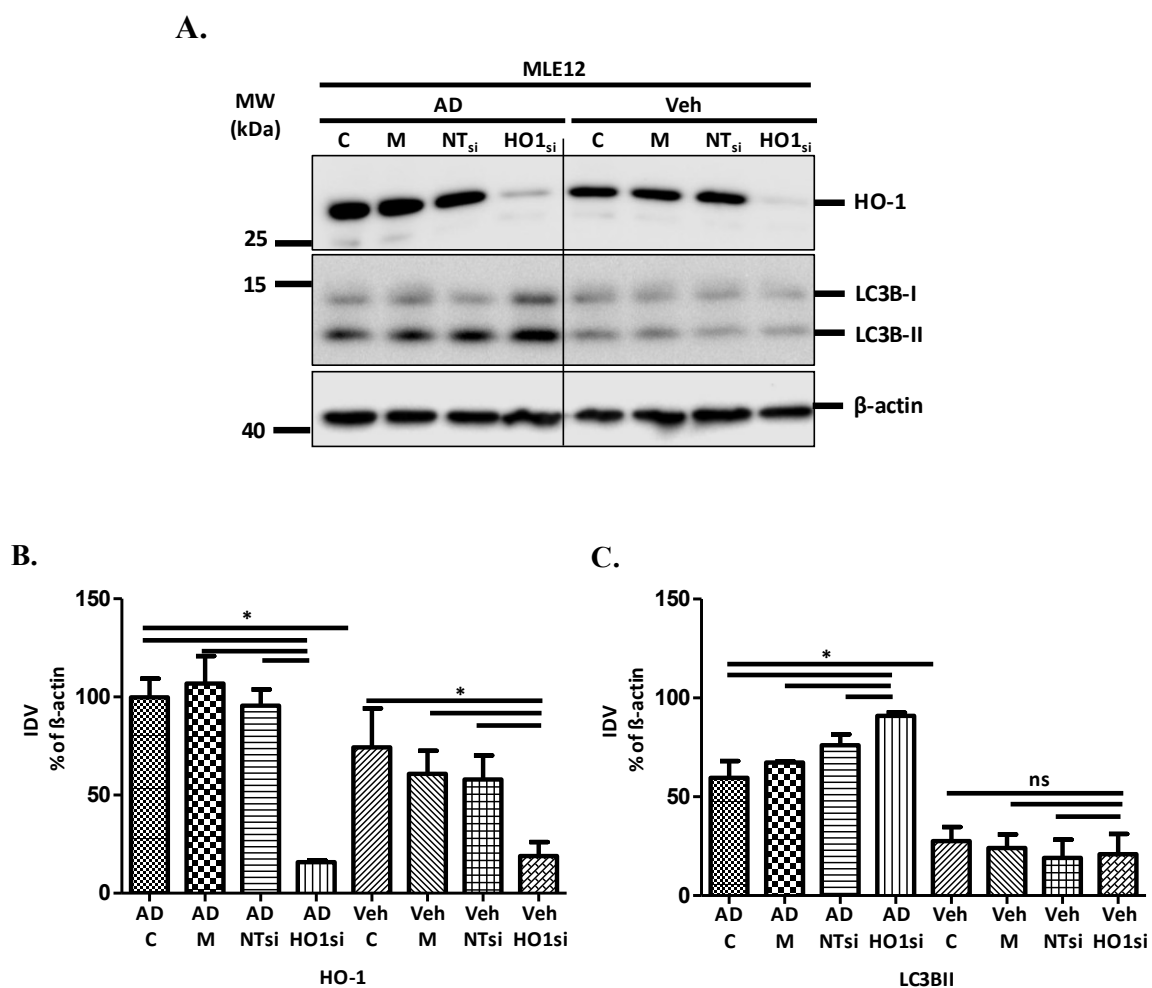 A.
MLE12
MW
(kDa)
AD Veh
C M NTsi HO1si C M NTsi HO1si
HO-1
25
15
LC3B-I
LC3B-II
β-actin
40
B.
C.
150
100
50
0
IDV
% of ß-actin
*
*
AD AD AD AD Veh Veh Veh Veh
C M NTsi HO1si C M NTsi HO1si
HO-1
150
100
50
0
IDV
% of ß-actin
*
ns
AD AD AD AD Veh Veh Veh Veh
C M NTsi HO1si C M NTsi HO1si
LC3BII